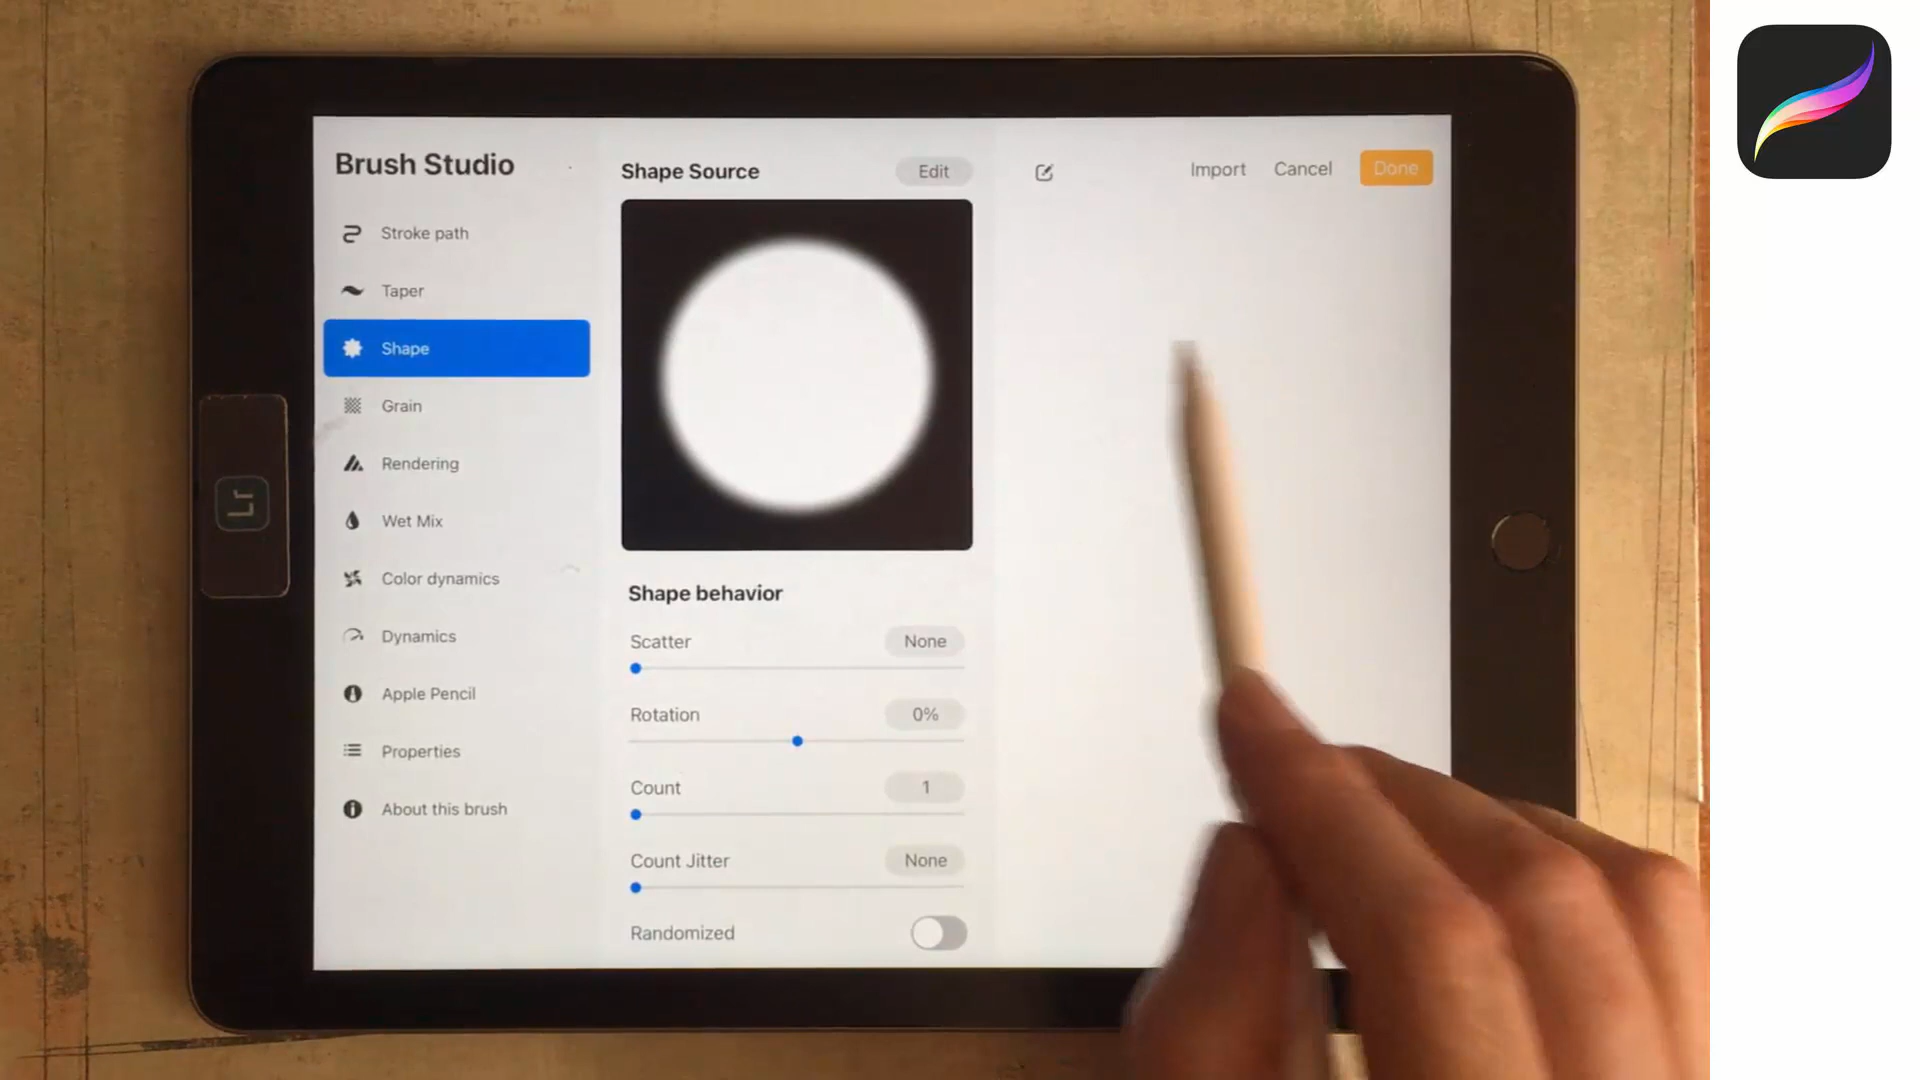 Brush Studio
Stroke path
Taper
Shape
Grain
Rendering
Wet Mix
Color dynamics
Dynamics
Apple Pencil
Properties
About this brush
Shape Source
Edit
Shape behavior
Scatter
None
Rotation
0%
Count
1
Count Jitter
None
Randomized
Import
Cancel
Done
Lr